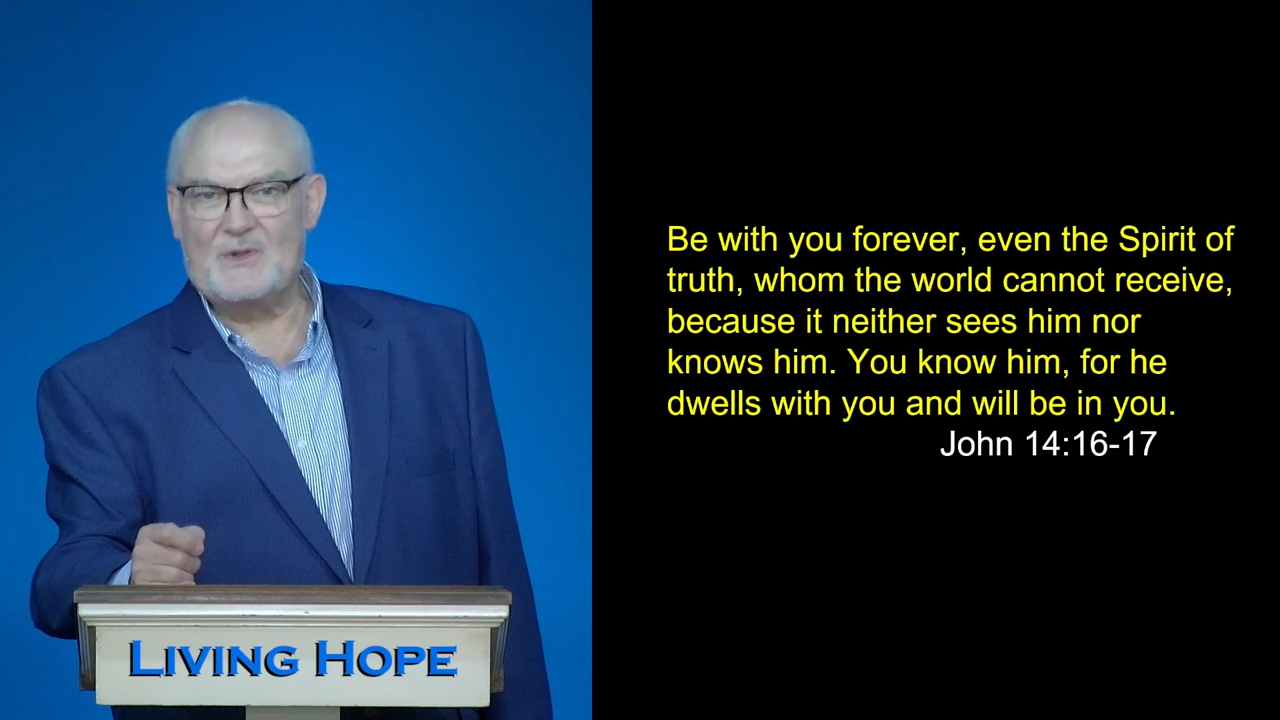 Be with you forever, even the Spirit of
truth, whom the world cannot receive,
because it neither sees him nor
knows him. You know him, for he
dwells with you and will be in you.
John 14:16-17
LIVING HOPE